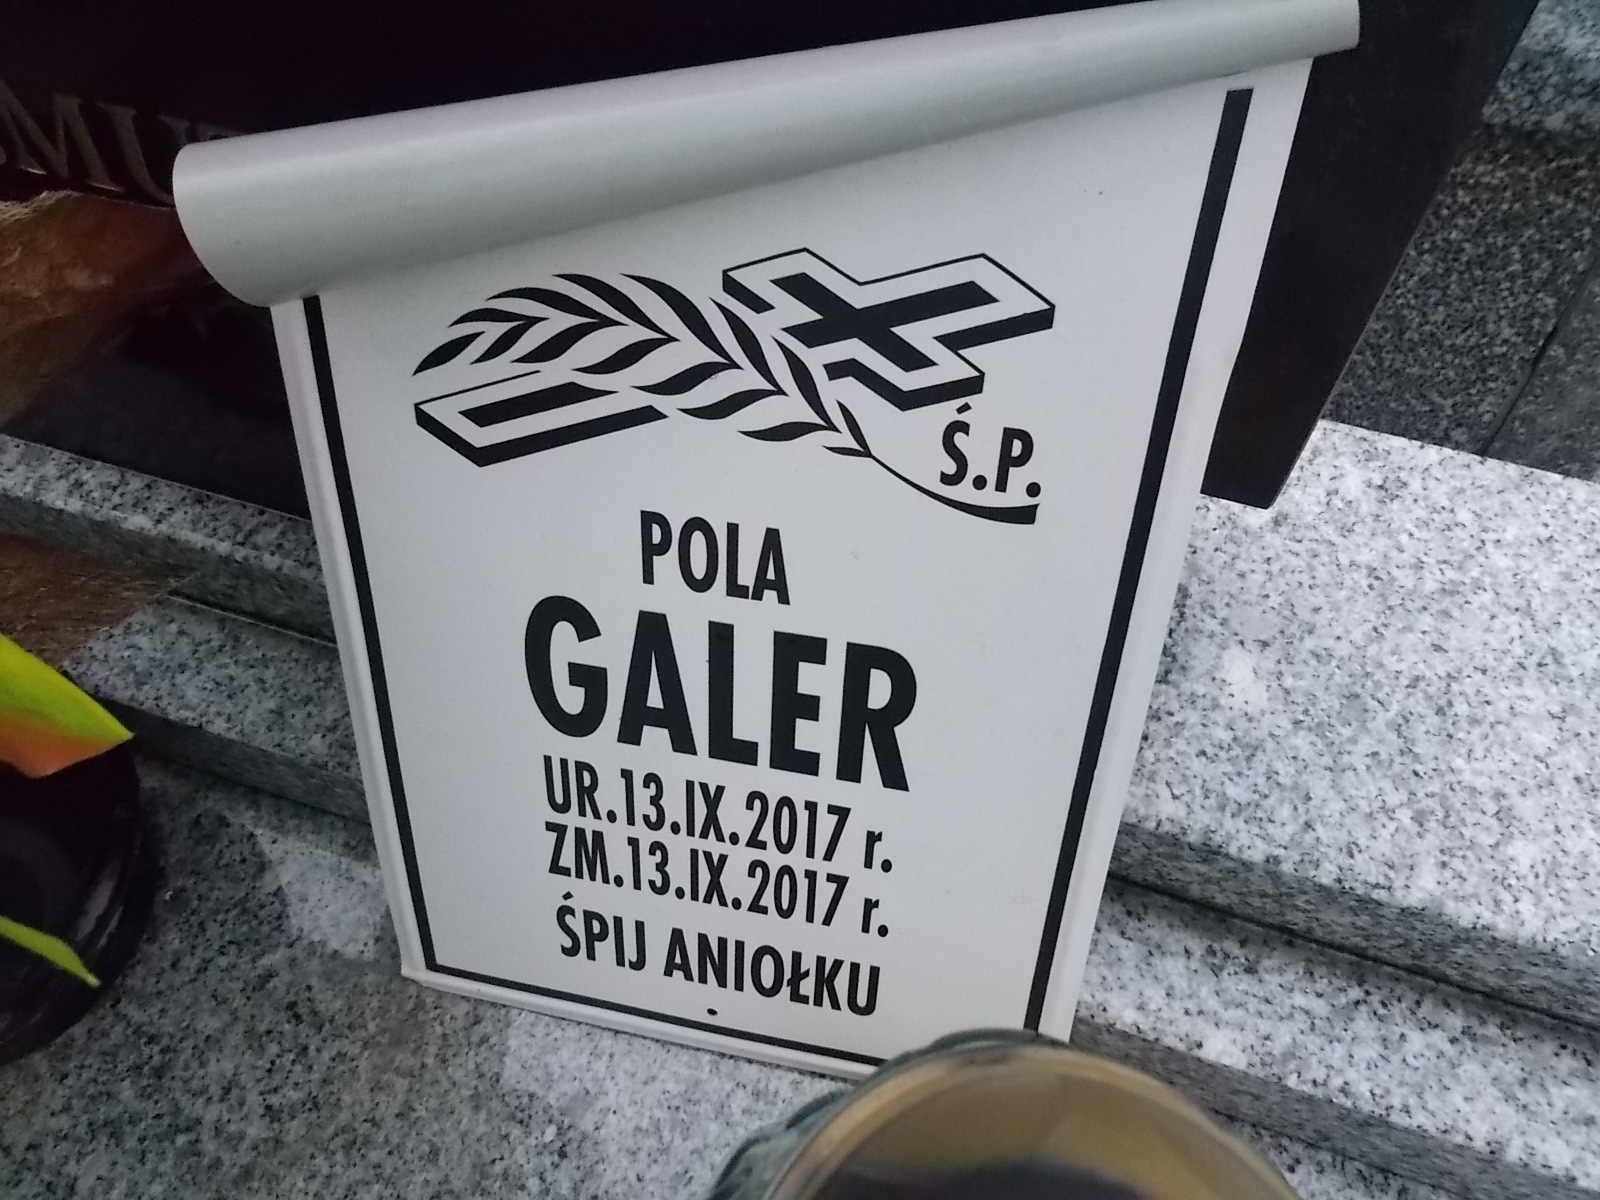 Ś.P.
POLA
GALER
UR.13.IX.2017 r.
ZM.13.IX.2017 r.
ŚPIJ ANIOŁKU